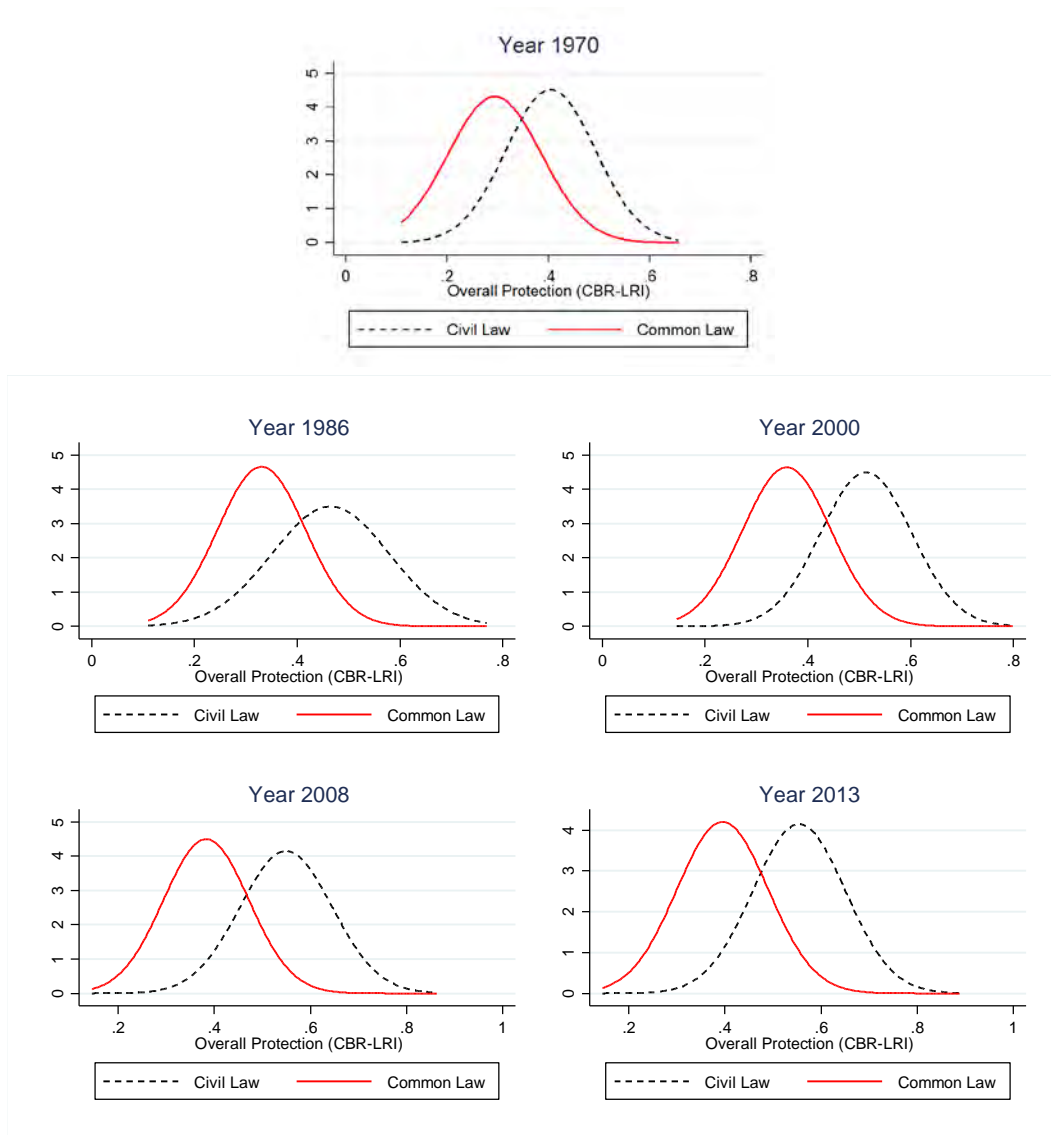 Year 1970
5
4
3
2
1
0
0 .2 .4 .6 .8
Overall Protection (CBR-LRI)
Civil Law Common Law
Year 1986
5
4
3
2
1
0
0 .2 .4 .6 .8
Overall Protection (CBR-LRI)
Civil Law Common Law
Year 2000
5
4
3
2
1
0
0 .2 .4 .6 .8
Overall Protection (CBR-LRI)
Civil Law Common Law
Year 2008
5
4
3
2
1
0
.2 .4 .6 .8 1
Overall Protection (CBR-LRI)
Civil Law Common Law
Year 2013
4
3
2
1
0
.2 .4 .6 .8 1
Overall Protection (CBR-LRI)
Civil Law Common Law